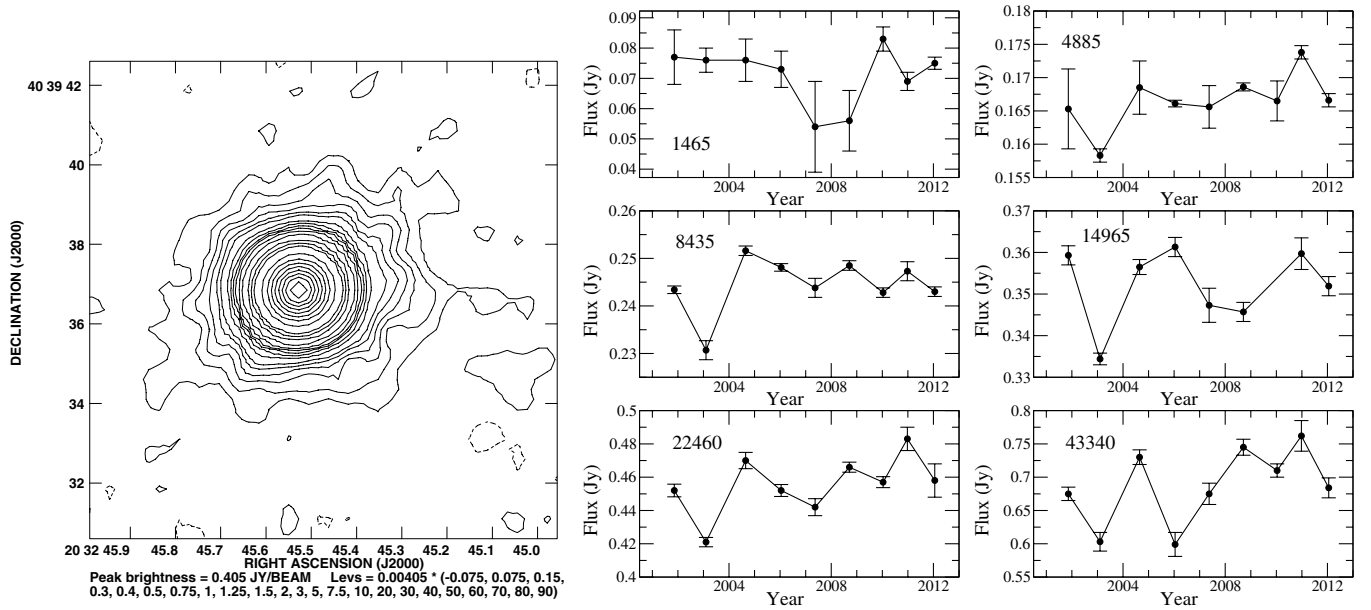 40 39 42
40
38
36
34
32
DECLINATION (J2000)
20 32 45.9 45.8 45.7 45.6 45.5 45.4 45.3 45.2 45.1 45.0
RIGHT ASCENSION (J2000)
Peak brightness = 0.405 JY/BEAM Levs = 0.00405 * (-0.075, 0.075, 0.15,
0.3, 0.4, 0.5, 0.75, 1, 1.25, 1.5, 2, 3, 5, 7.5, 10, 20, 30, 40, 50, 60, 70, 80, 90)
0.09
0.08
0.07
0.06
0.05
0.04
Flux (Jy)
1465
2004 2008 2012
Year
0.18
0.175
0.17
0.165
0.16
0.155
Flux (Jy)
4885
2004 2008 2012
Year
0.26
0.25
0.24
0.23
Flux (Jy)
8435
2004 2008 2012
Year
0.37
0.36
0.35
0.34
0.33
Flux (Jy)
14965
2004 2008 2012
Year
0.5
0.48
0.46
0.44
0.42
0.4
Flux (Jy)
22460
2004 2008 2012
Year
0.8
0.75
0.7
0.65
0.6
0.55
Flux (Jy)
43340
2004 2008 2012
Year